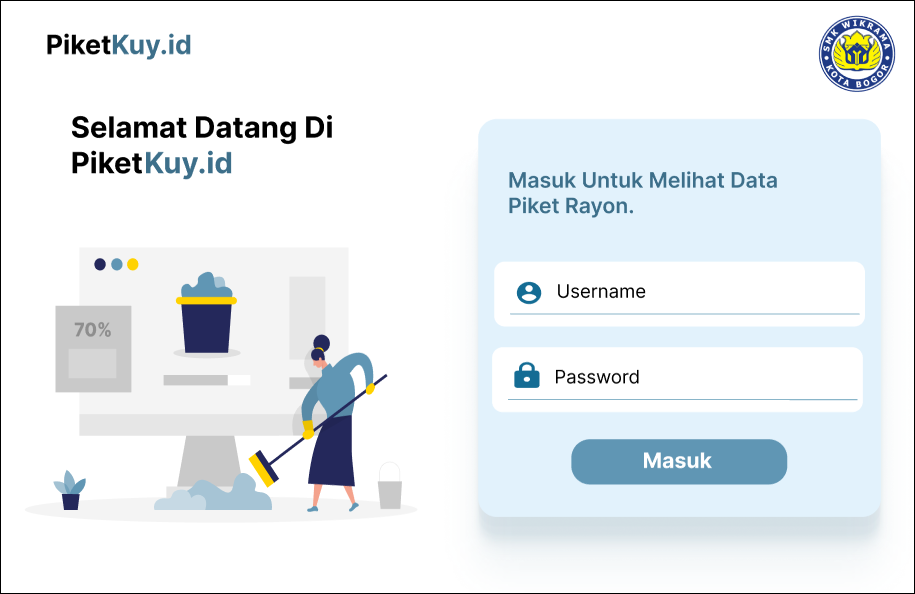 PiketKuy.id
SMK WIKRAMA
KOTA BOGOR
Selamat Datang Di
PiketKuy.id
Masuk Untuk Melihat Data
Piket Rayon.
Username
Password
Masuk
70%